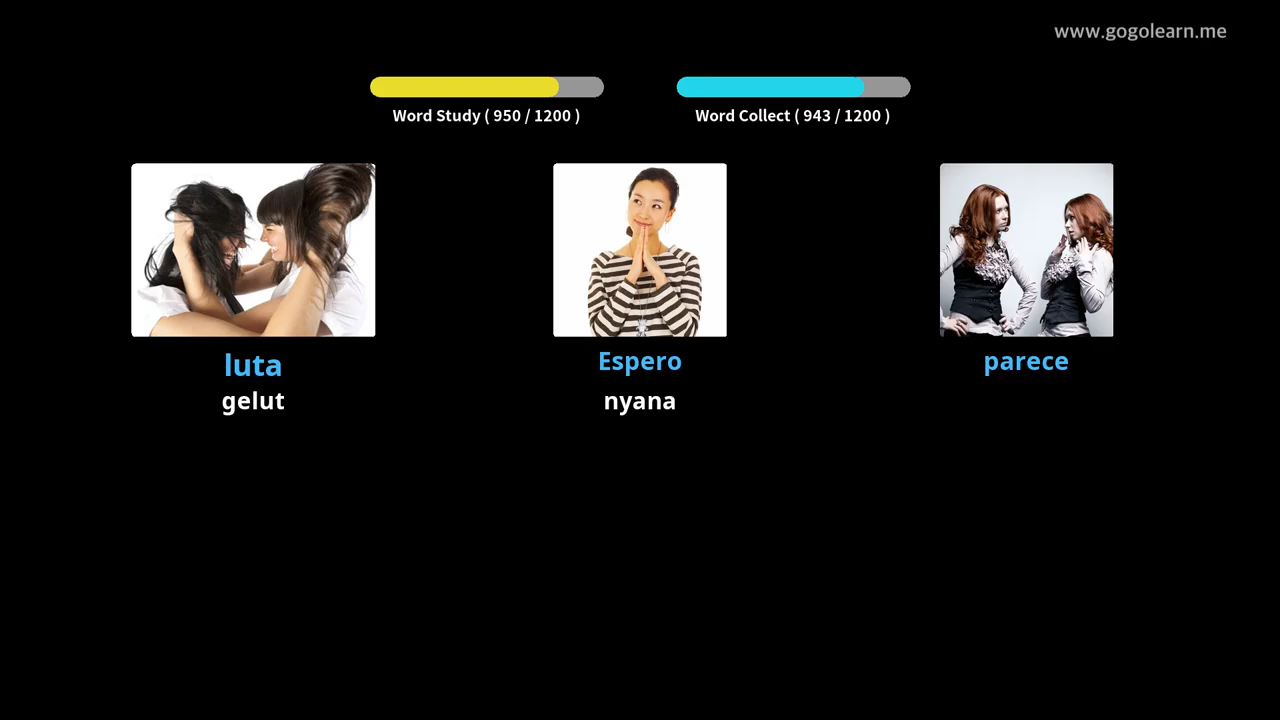 www.gogolearn.me
Word Study ( 950 / 1200 )
Word Collect ( 943 / 1200 )
luta
Espero
parece
gelut
nyana